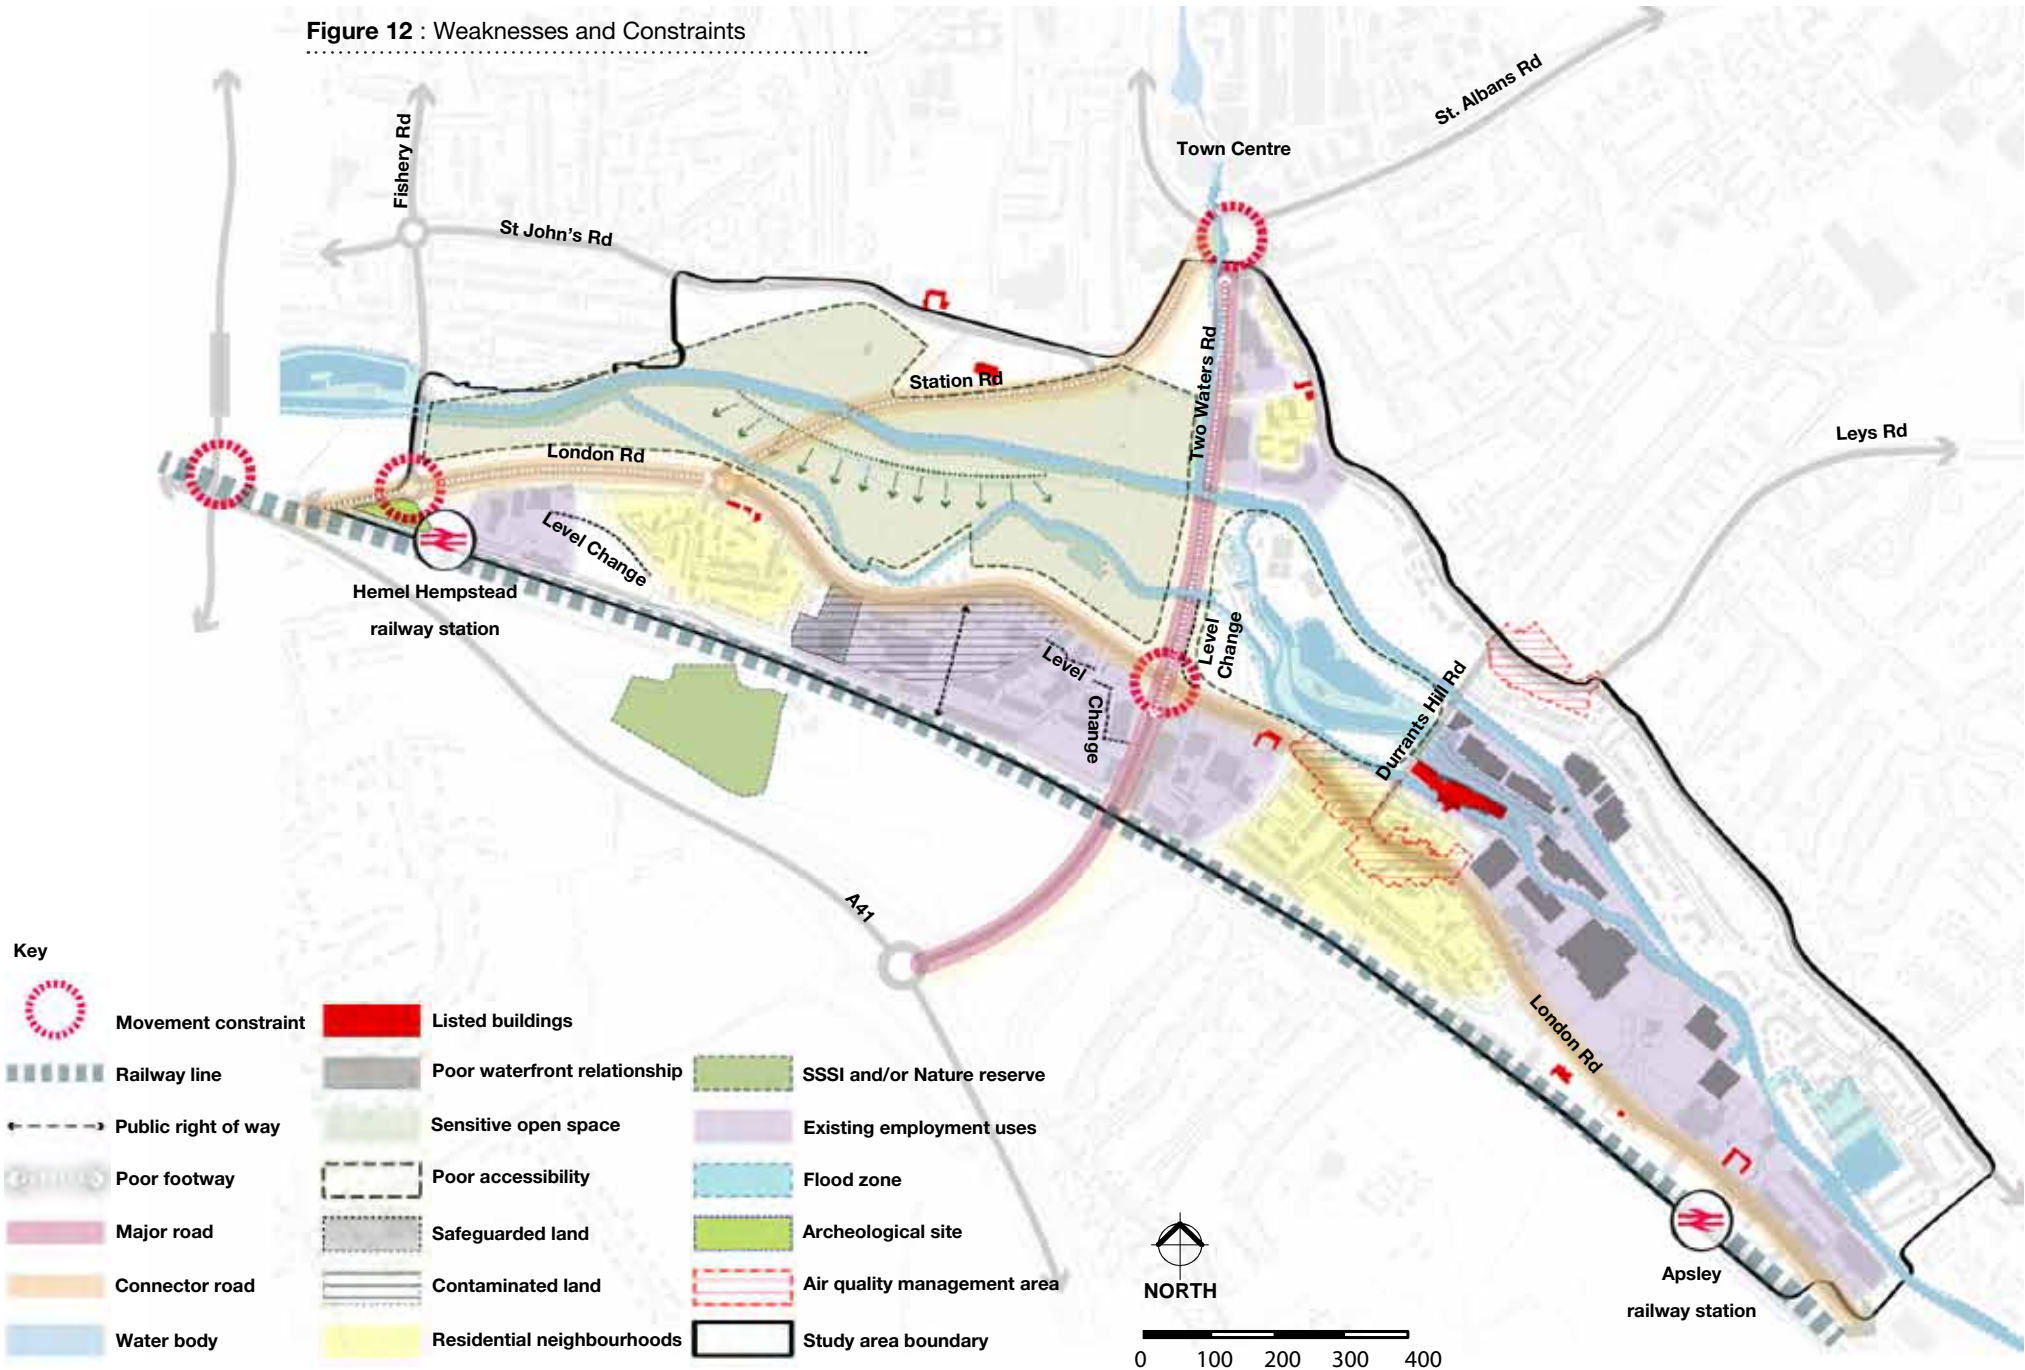 Figure 12 : Weaknesses and Constraints
St. Albans Rd
Town Centre
Fishery Rd
St John's Rd
Two Waters Rd
Station Rd
Leys Rd
London Rd
Level Change
Hemel Hempstead
railway station
Level
Change
Level
Change
Durrants Hill Rd
A41
London Rd
Apsley
railway station
Key
Movement constraint
Railway line
Public right of way
Poor footway
Major road
Connector road
Water body
Listed buildings
Poor waterfront relationship
Sensitive open space
Poor accessibility
Safeguarded land
Contaminated land
Residential neighbourhoods
SSSI and/or Nature reserve
Existing employment uses
Flood zone
Archeological site
Air quality management area
Study area boundary
NORTH
0 100 200 300 400